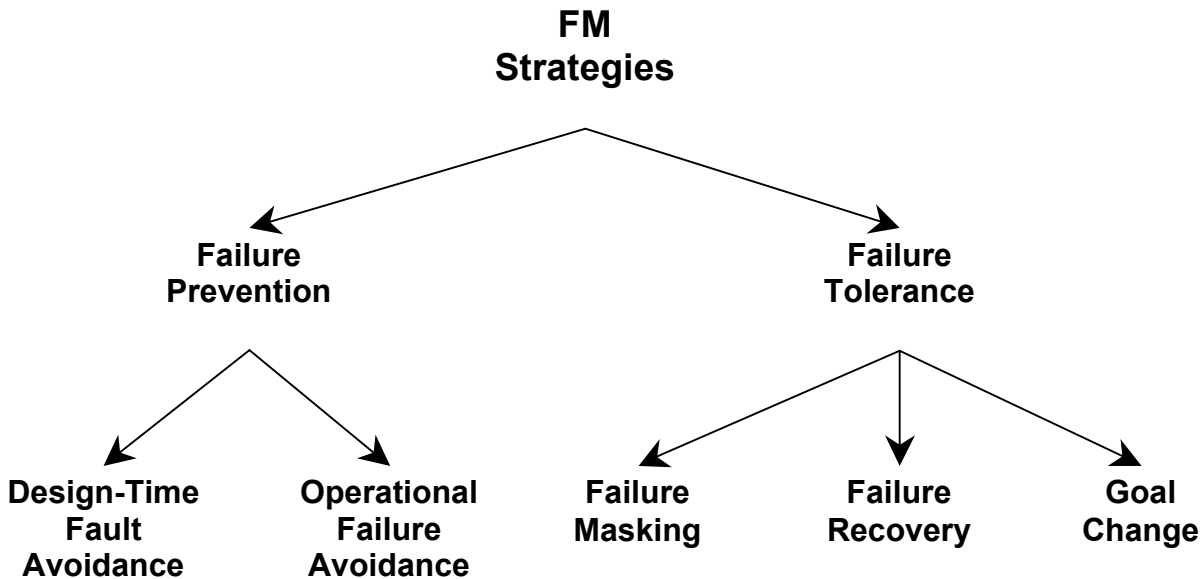 FM
Strategies
Failure
Prevention
Failure
Tolerance
Design-Time
Fault
Avoidance
Operational
Failure
Avoidance
Failure
Masking
Failure
Recovery
Goal
Change